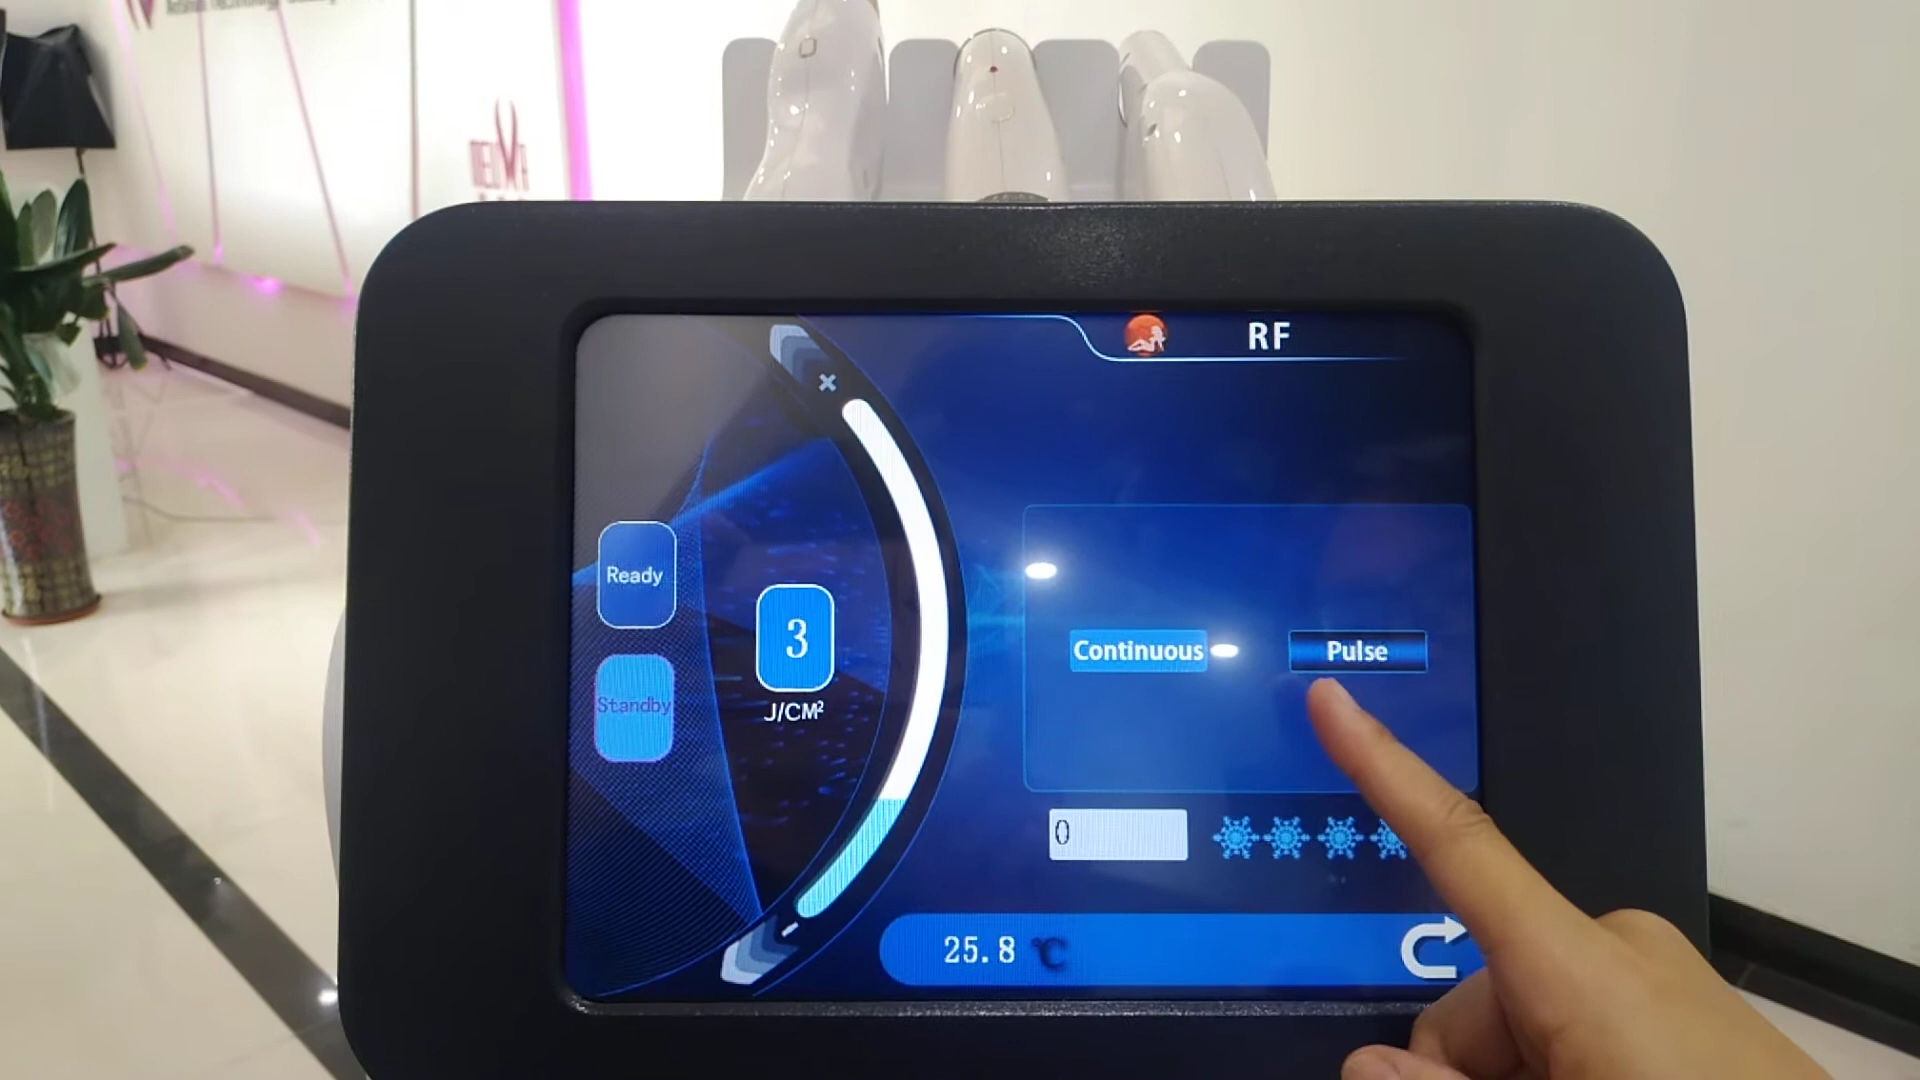 RF
Ready
3
Standby
J/CM²
Continuous
Pulse
0
25.8 ℃